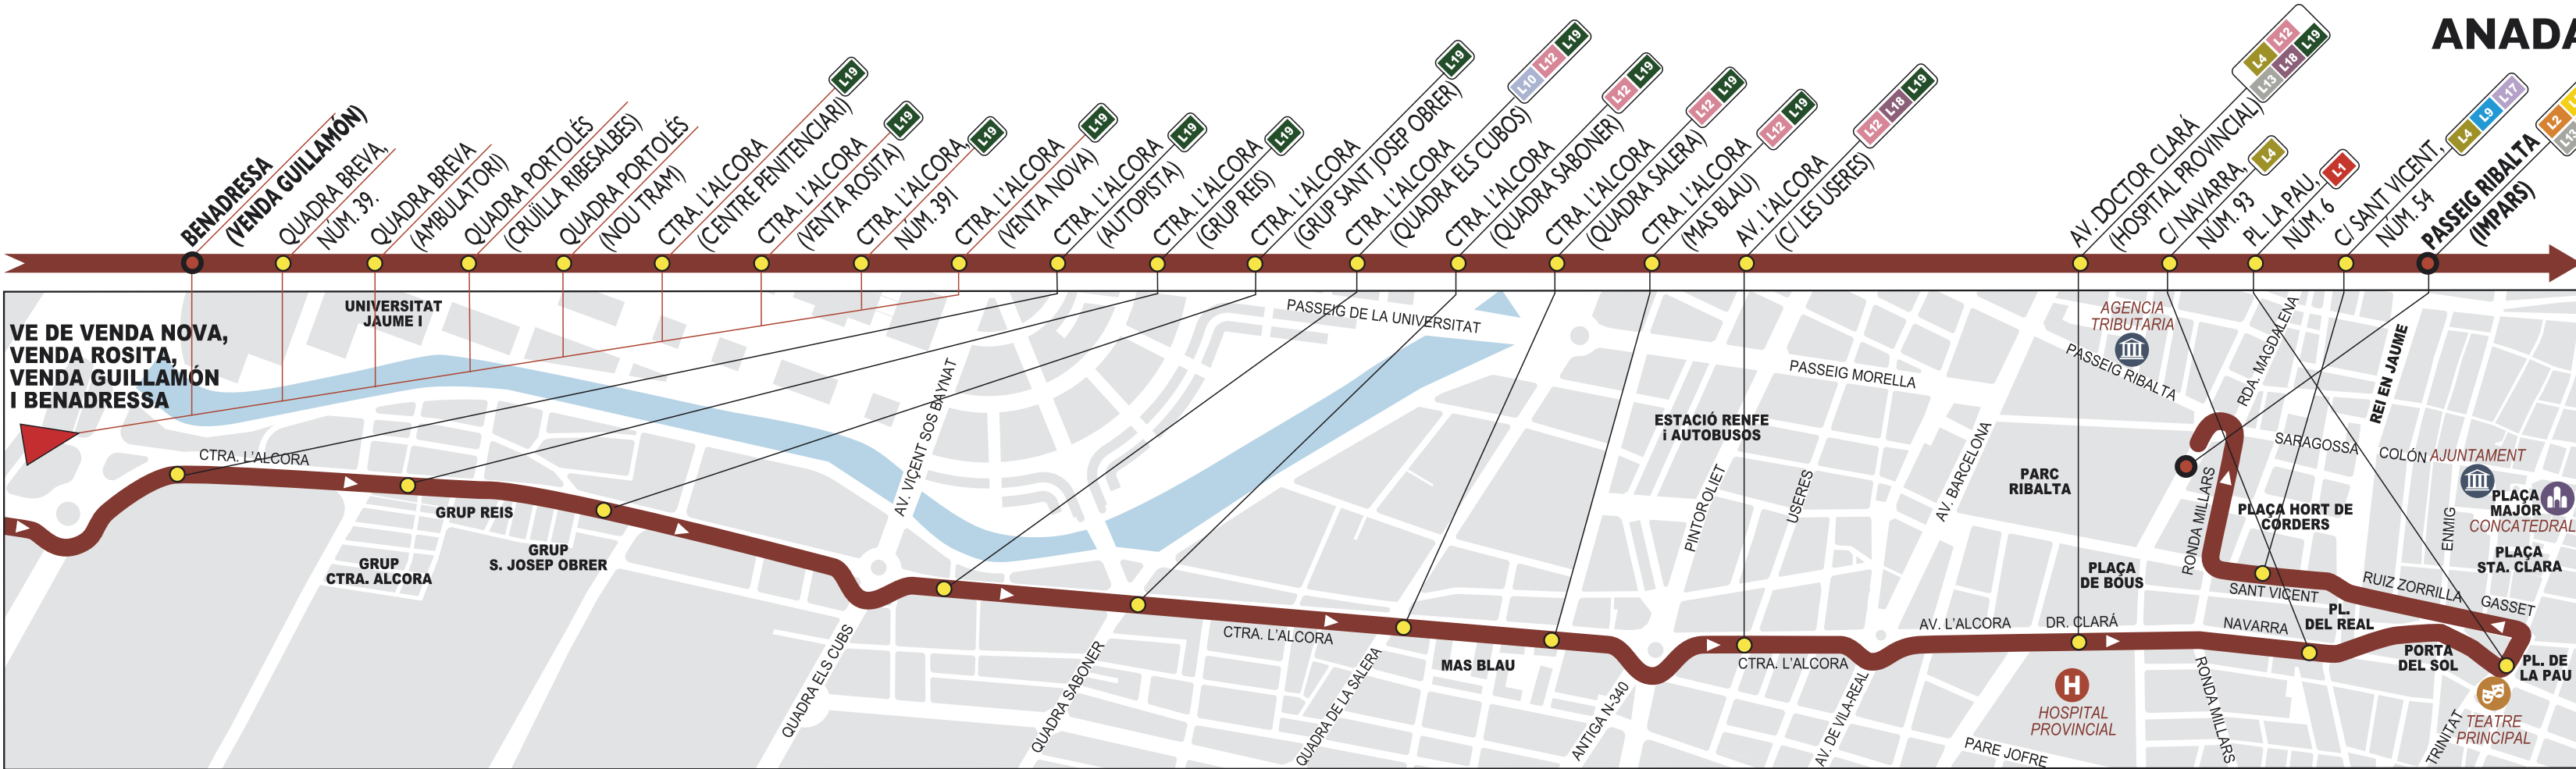 ANADA
BENADRESSA
(VENDA GUILLAMÓN)
QUADRA BREVA,
NÚM. 39.
QUADRA BREVA
(AMBULATORI)
QUADRA PORTOLÉS
(CRUÏLLA RIBESALBES)
QUADRA PORTOLÉS
(NOU TRAM)
CTRA. L'ALCORA
(CENTRE PENITENCIARI)
L19
CTRA. L'ALCORA
(VENTA ROSITA)
L19
CTRA. L'ALCORA,
NÚM. 391
L19
CTRA. L'ALCORA
(VENTA NOVA)
L19
CTRA. L'ALCORA
(AUTOPISTA)
L19
CTRA. L'ALCORA
(GRUP REIS)
L19
CTRA. L'ALCORA
(GRUP SANT JOSEP OBRER)
L19
CTRA. L'ALCORA
(QUADRA ELS CUBOS)
L10 L12 L19
CTRA. L'ALCORA
(QUADRA SABONER)
L12 L19
CTRA. L'ALCORA
(QUADRA SALERA)
L12 L19
CTRA. L'ALCORA
(MAS BLAU)
L12 L19
AV. L'ALCORA
(C/ LES USERES)
L12 L18 L19
AV. DOCTOR CLARÁ
(HOSPITAL PROVINCIAL)
L4 L12
L13 L18 L19
C/ NAVARRA,
NÚM. 93
L4
PL. LA PAU,
NÚM. 6
L1
C/ SANT VICENT,
NÚM. 54
L4 L9 L17
PASSEIG RIBALTA
(IMPARS)
L2
L13
VE DE VENDA NOVA,
VENDA ROSITA,
VENDA GUILLAMÓN
I BENADRESSA
UNIVERSITAT
JAUME I
CTRA. L'ALCORA
GRUP REIS
GRUP
CTRA. ALCORA
GRUP
S. JOSEP OBRER
AV. VIÇENT SOS BAYNAT
QUADRA ELS CUBS
PASSEIG DE LA UNIVERSITAT
QUADRA SABONER
CTRA. L'ALCORA
QUADRA DE LA SALERA
MAS BLAU
ANTIGA N-340
ESTACIÓ RENFE
i AUTOBUSOS
PASSEIG MORELLA
PINTOROLIET
USERES
CTRA. L'ALCORA
AV. DE VILA-REAL
AV. BARCELONA
AV. L'ALCORA
PARE JOFRE
PARC
RIBALTA
AGENCIA
TRIBUTARIA
PASSEIG RIBALTA
RDA. MAGDALENA
DR. CLARÁ
PLAÇA
DE BOUS
H
HOSPITAL
PROVINCIAL
RONDA MILLARS
RONDA MILLARS
NAVARRA
PLAÇA HORT DE
CORDERS
SANT VICENT
SARAGOSSA
REI EN JAUME
COLÓN
AJUNTAMENT
PLAÇA
MAJOR
CONCATEDRAL
ENMIG
PLAÇA
STA. CLARA
RUIZ ZORRILLA
GASSET
PL.
DEL REAL
PORTA
DEL SOL
PL. DE
LA PAU
TEATRE
PRINCIPAL
TRINITAT